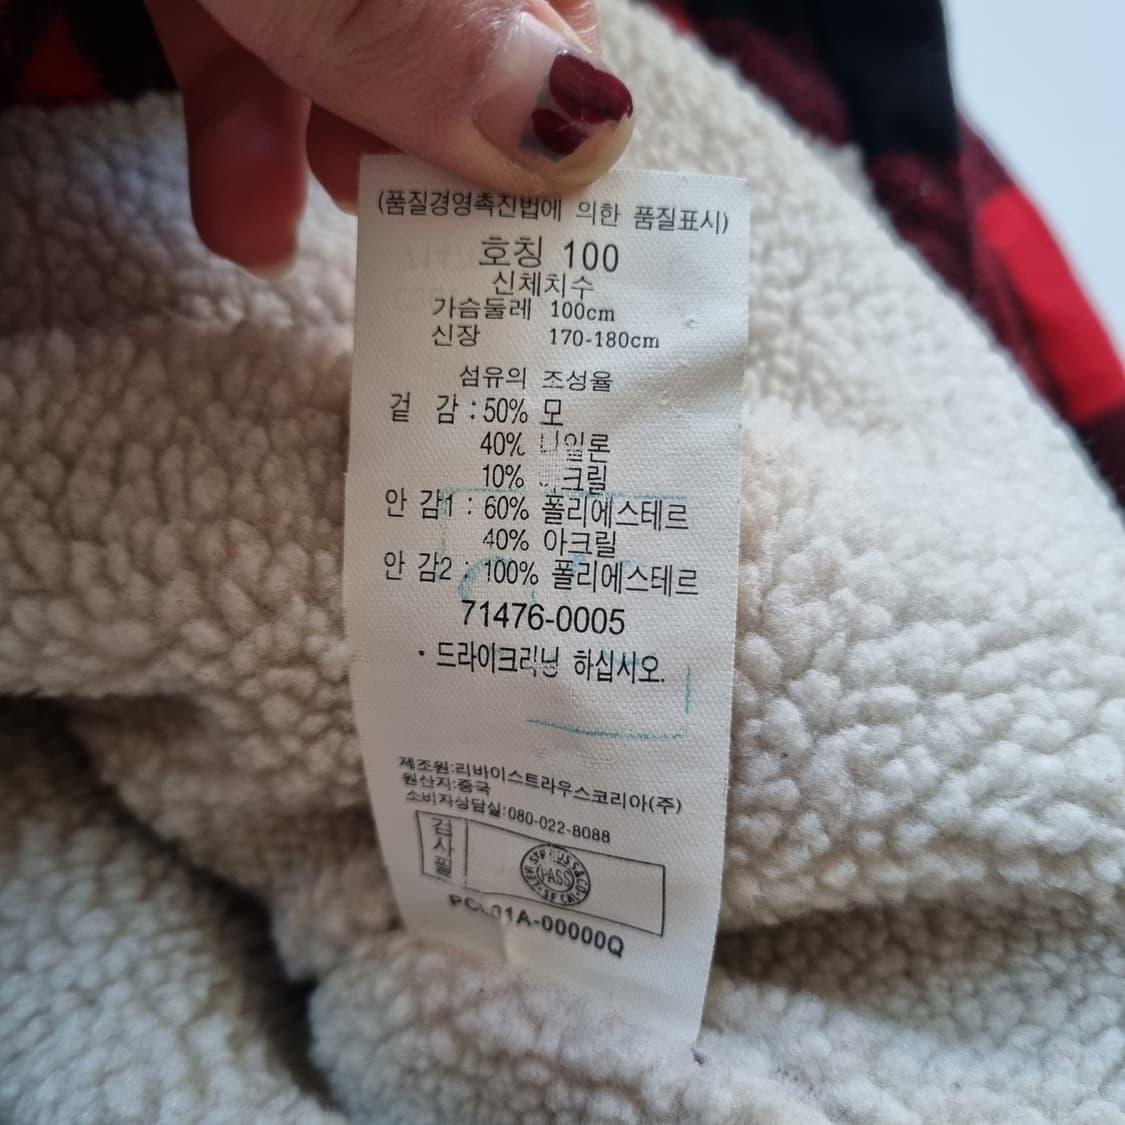 (품질경영촉진법에 의한 품질표시)
호칭 100
신체치수
가슴둘레 100cm
신장 170-180cm
섬유의 조성율
겉 감 : 50% 모
40% 나일론
10% 아크릴
안 감1 : 60% 폴리에스테르
40% 아크릴
안 감2 : 100% 폴리에스테르
71476-0005
· 드라이크리닝 하십시오.
제조원:리바이스트라우스코리아(주)
원산지:중국
소비자상담실:080-022-8088
검사필
PASS
A-00000Q